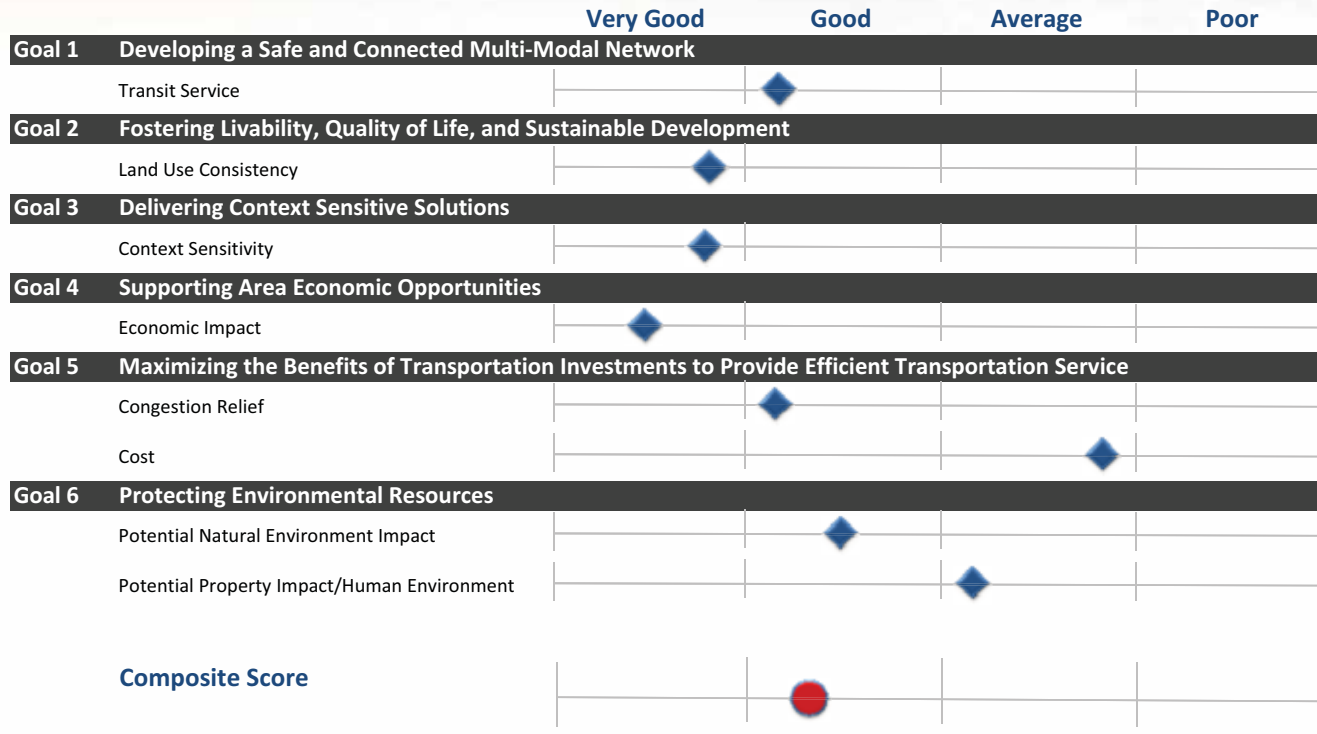 Very Good Good Average Poor
Goal 1 Developing a Safe and Connected Multi-Modal Network
Transit Service
Goal 2 Fostering Livability, Quality of Life, and Sustainable Development
Land Use Consistency
Goal 3 Delivering Context Sensitive Solutions
Context Sensitivity
Goal 4 Supporting Area Economic Opportunities
Economic Impact
Goal 5 Maximizing the Benefits of Transportation Investments to Provide Efficient Transportation Service
Congestion Relief
Cost
Goal 6 Protecting Environmental Resources
Potential Natural Environment Impact
Potential Property Impact/Human Environment
Composite Score